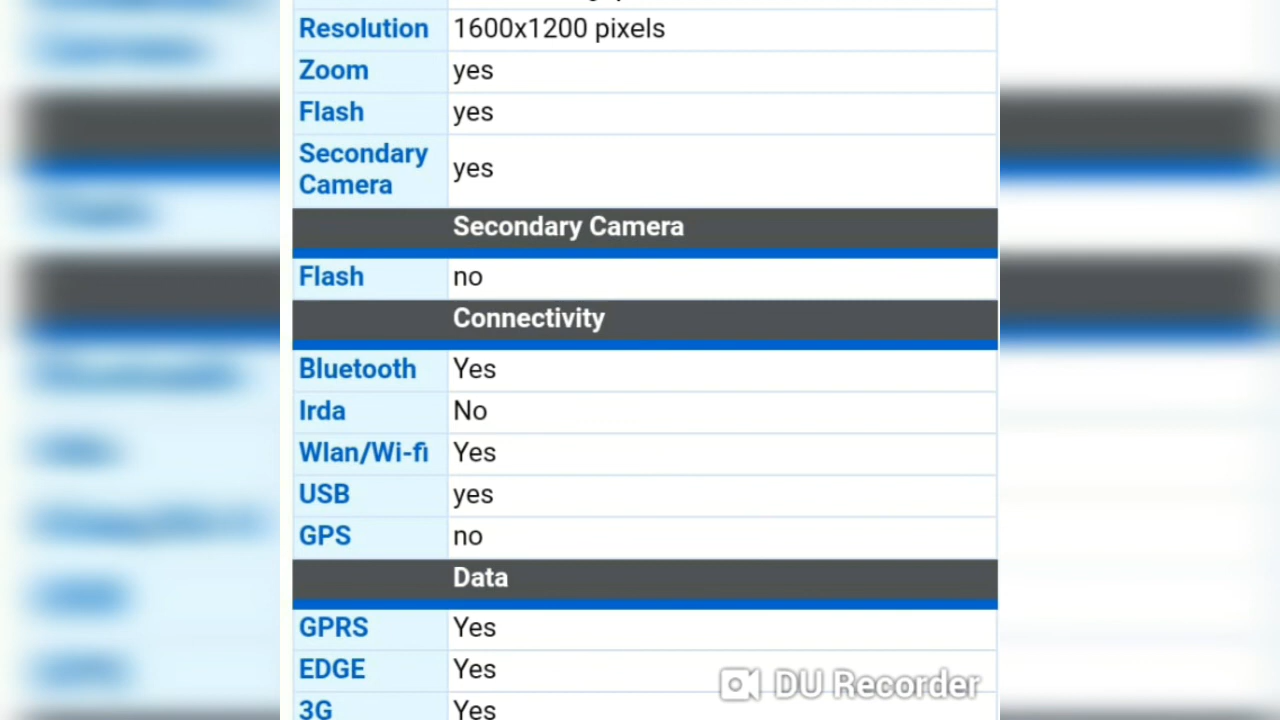 Resolution 1600x1200 pixels
Zoom yes
Flash yes
Secondary
Camera yes
Secondary Camera
Flash no
Connectivity
Bluetooth Yes
Irda No
Wlan/Wi-fi Yes
USB yes
GPS no
Data
GPRS Yes
EDGE Yes
DU Recorder
3G Yes